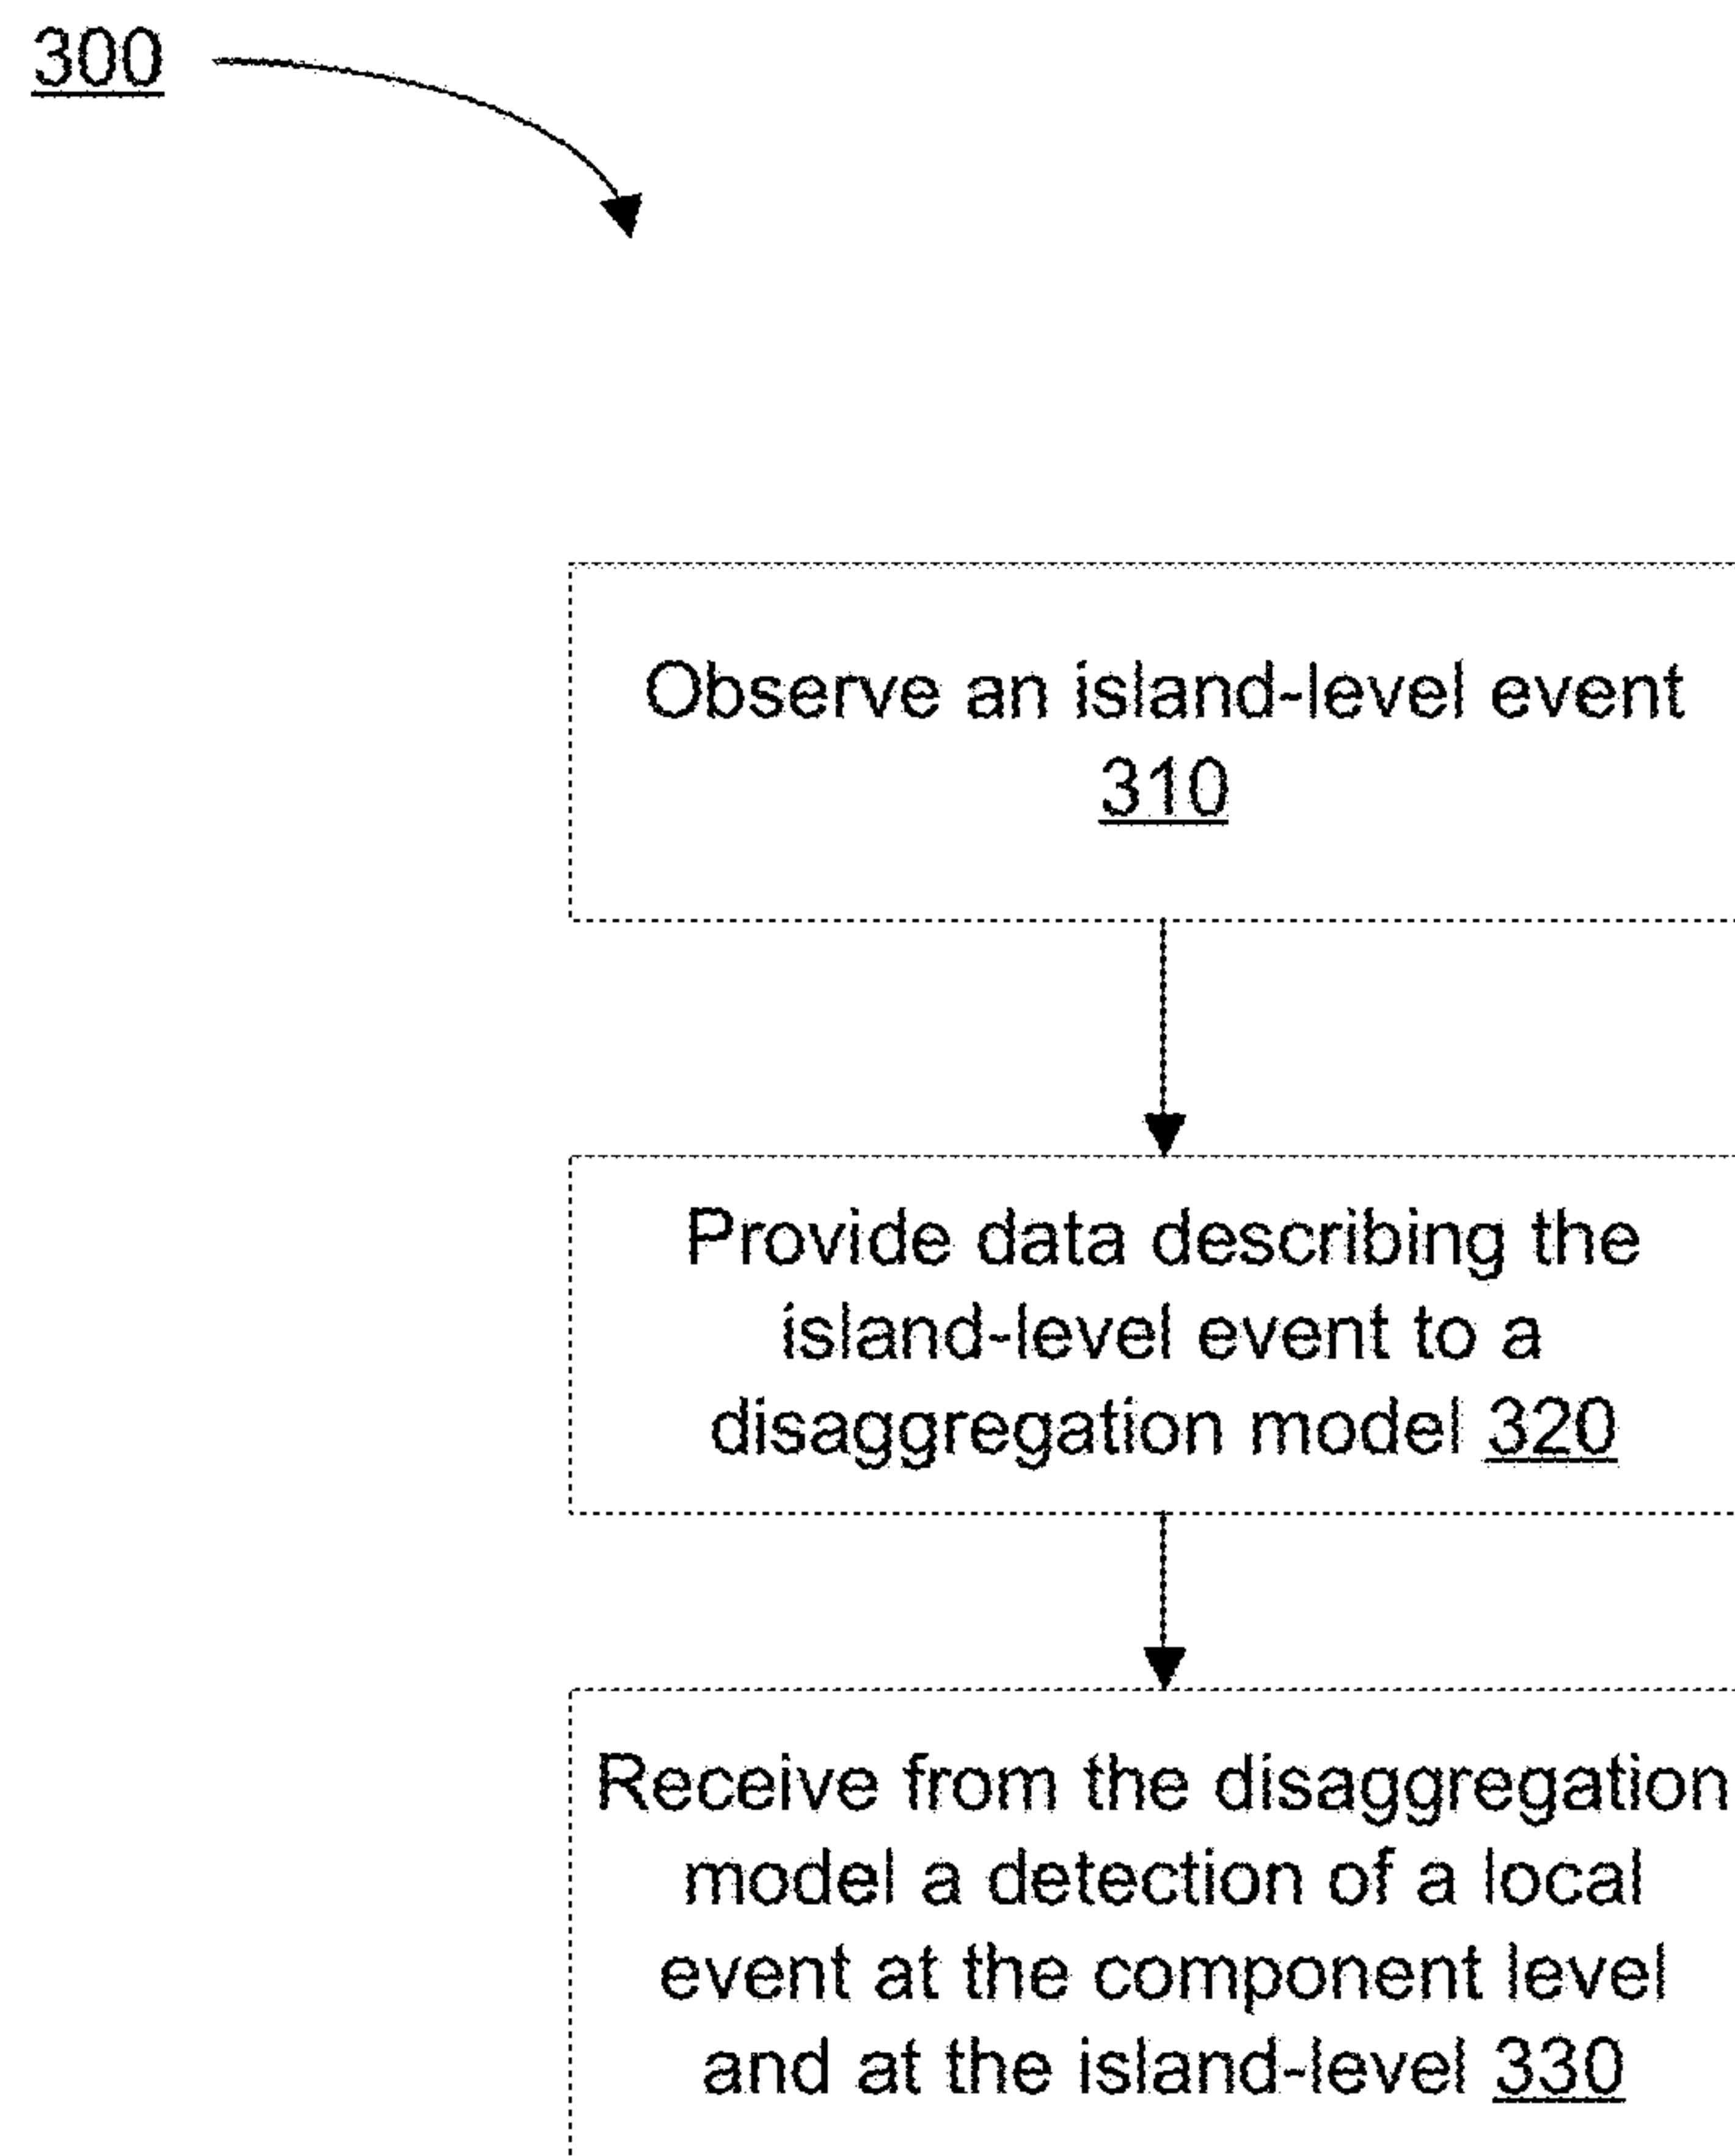 300
Observe an island-level event
310
Provide data describing the
island-level event to a
disaggregation model 320
Receive from the disaggregation
model a detection of a local
event at the component level
and at the island-level 330